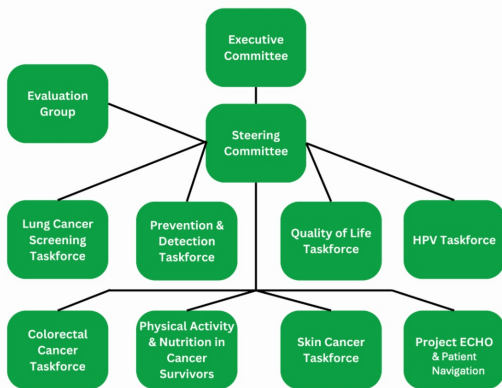 Executive
Committee
Evaluation
Group
Steering
Committee
Lung Cancer
Screening
Taskforce
Prevention &
Detection
Taskforce
Quality of Life
Taskforce
HPV Taskforce
Colorectal
Cancer
Taskforce
Physical Activity
& Nutrition in
Cancer
Survivors
Skin Cancer
Taskforce
Project ECHO
& Patient
Navigation